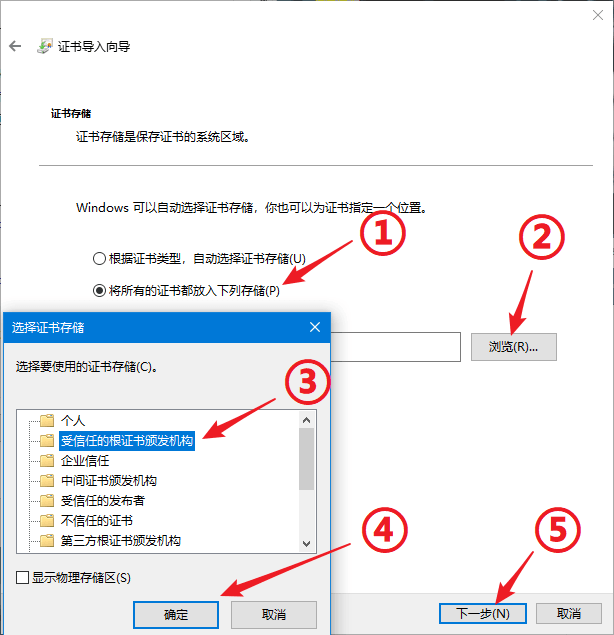 证书导入向导
证书存储
证书存储是保存证书的系统区域。
Windows 可以自动选择证书存储，你也可以为证书指定一个位置。
①
②
根据证书类型，自动选择证书存储(U)
将所有的证书都放入下列存储(P)
浏览(R)...
选择证书存储
选择要使用的证书存储(C)。
③
个人
受信任的根证书颁发机构
企业信任
中间证书颁发机构
受信任的发布者
不信任的证书
第三方根证书颁发机构
④
⑤
显示物理存储区(S)
确定
取消
下一步(N)
取消